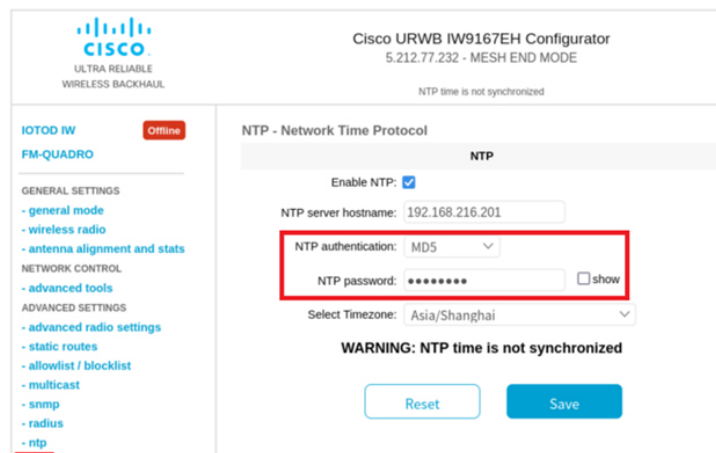 CISCO
ULTRA RELIABLE
WIRELESS BACKHAUL
Cisco URWB IW9167EH Configurator
5.212.77.232 - MESH END MODE
NTP time is not synchronized
IOTOD IW Offline
FM-QUADRO
GENERAL SETTINGS
- general mode
- wireless radio
- antenna alignment and stats
NETWORK CONTROL
- advanced tools
ADVANCED SETTINGS
- advanced radio settings
- static routes
- allowlist / blocklist
- multicast
- snmp
- radius
- ntp
NTP - Network Time Protocol
NTP
Enable NTP:
NTP server hostname: 192.168.216.201
NTP authentication: MD5
NTP password: ●●●●●●●● show
Select Timezone: Asia/Shanghai
WARNING: NTP time is not synchronized
Reset Save